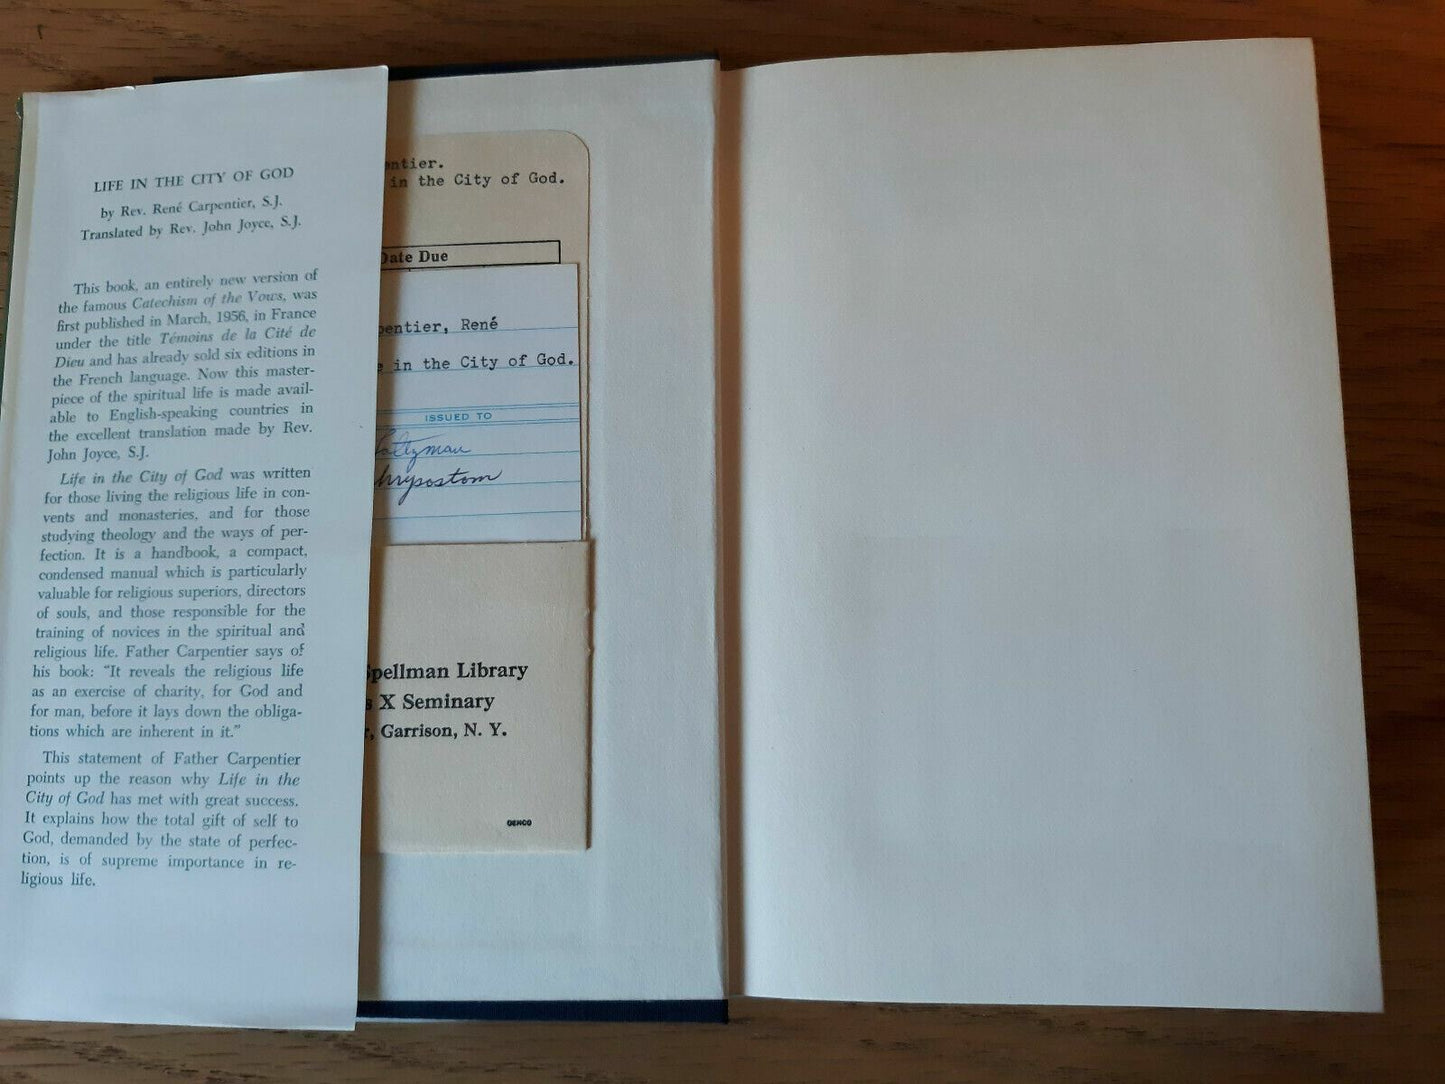 LIFE IN THE CITY OF GOD
by Rev. René Carpentier, S.J.
Translated by Rev. John Joyce, S.J.
This book, an entirely new version of
the famous Catechism of the Vows, was
first published in March, 1956, in France
under the title Témoins de la Cité de
Dieu and has already sold six editions in
the French language. Now this master-
piece of the spiritual life is made avail-
able to English-speaking countries in
the excellent translation made by Rev.
John Joyce, S.J.
Life in the City of God was written
for those living the religious life in con-
vents and monasteries, and for those
studying theology and the ways of per-
fection. It is a handbook, a compact,
condensed manual which is particularly
valuable for religious superiors, directors
of souls, and those responsible for the
training of novices in the spiritual and
religious life. Father Carpentier says of
his book: "It reveals the religious life
as an exercise of charity, for God and
for man, before it lays down the obliga-
tions which are inherent in it."
This statement of Father Carpentier
points up the reason why Life in the
City of God has met with great success.
It explains how the total gift of self to
God, demanded by the state of perfec-
tion, is of supreme importance in re-
ligious life.
entier.
in the City of God.
Date Due
pentier, René
e in the City of God.
ISSUED TO
Saltzman
hrysostom
Spellman Library
s X Seminary
r, Garrison, N. Y.
GENCO